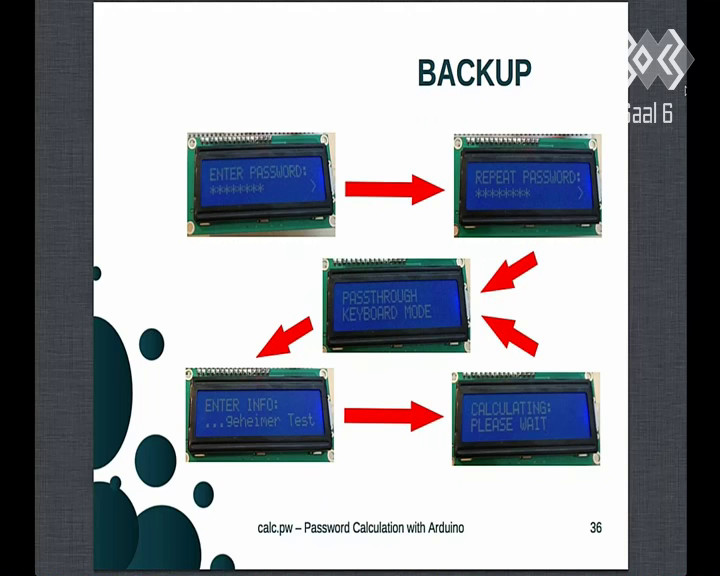 BACKUP
Saal 6
ENTER PASSWORD:
********
REPEAT PASSWORD:
********
PASSTHROUGH
KEYBOARD MODE
ENTER INFO:
...geheimer Test
CALCULATING:
PLEASE WAIT
calc.pw – Password Calculation with Arduino
36